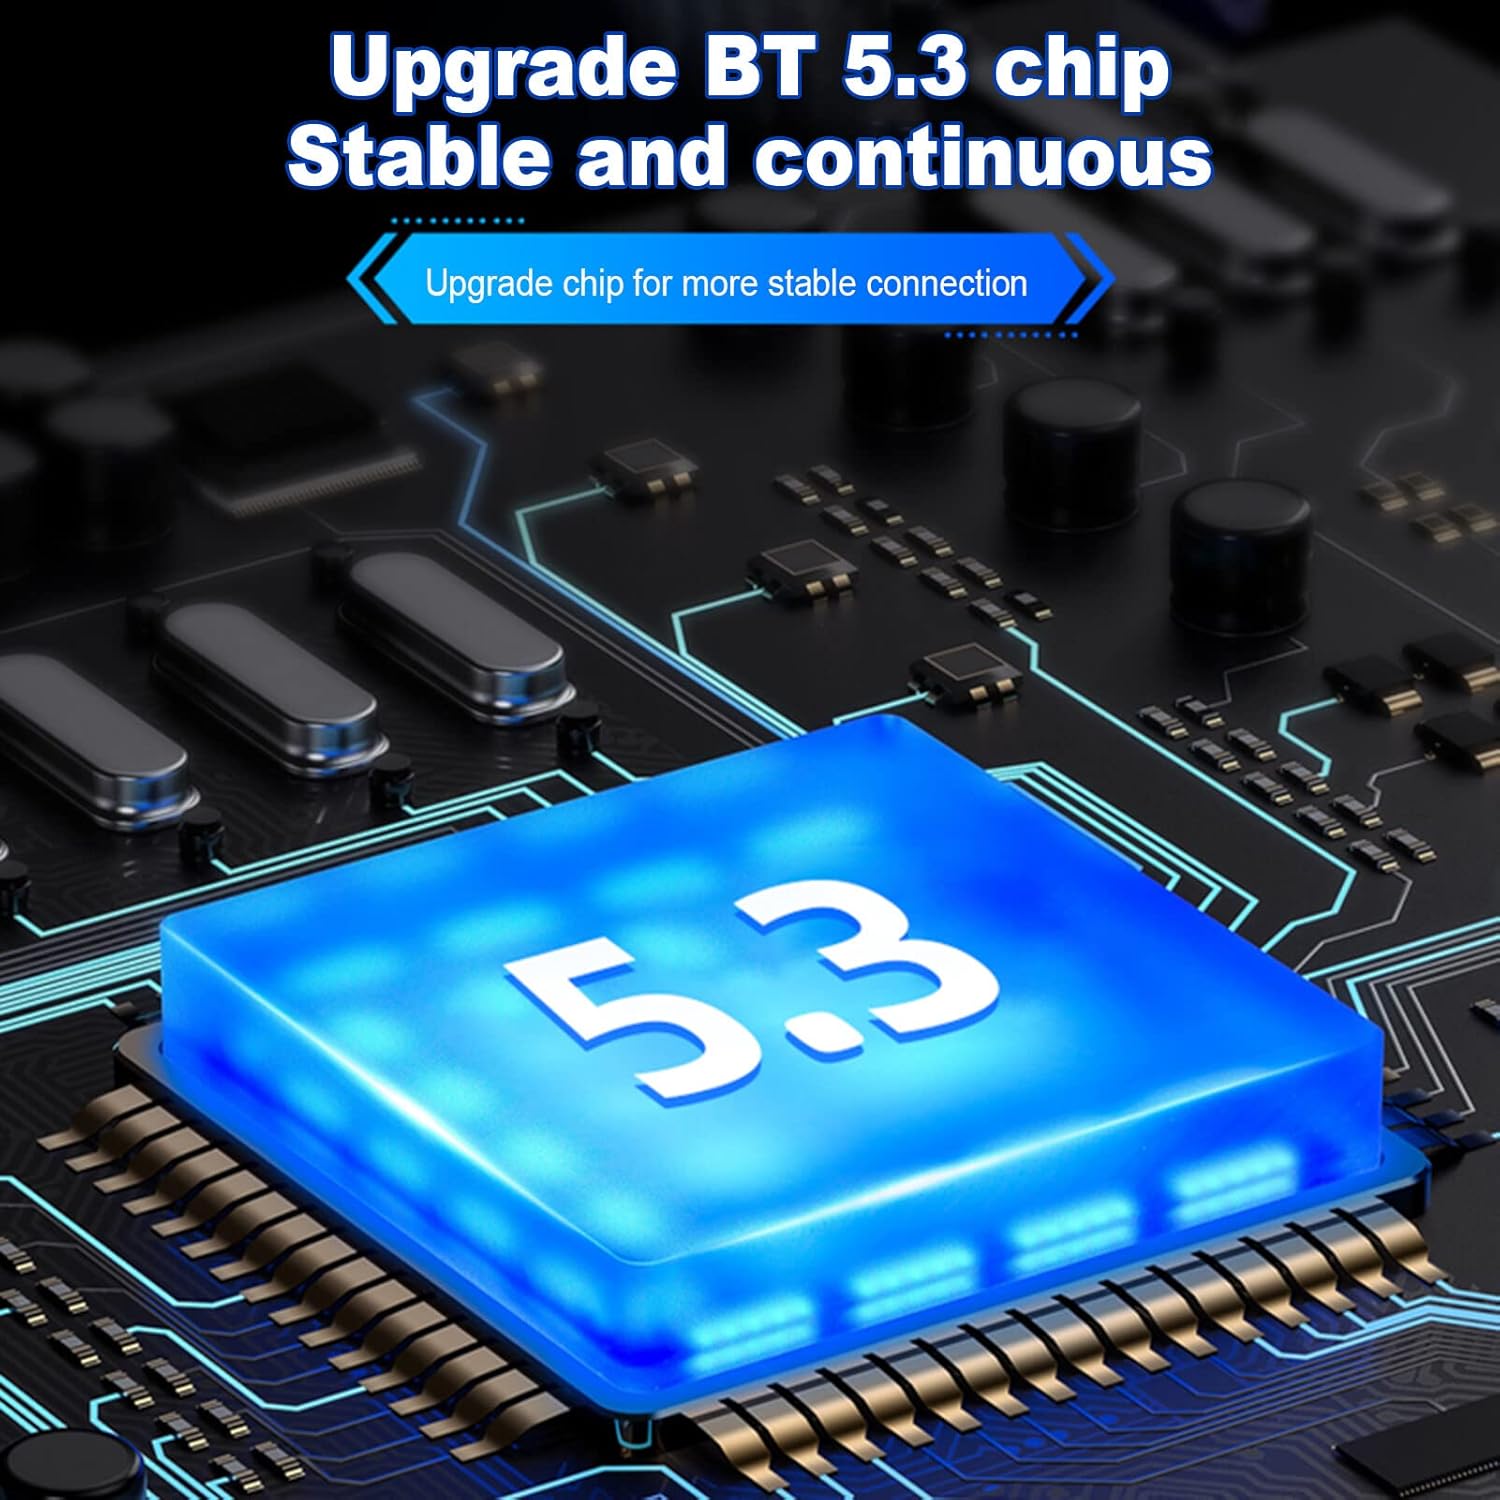 Upgrade BT 5.3 chip
Stable and continuous
Upgrade chip for more stable connection
5.3